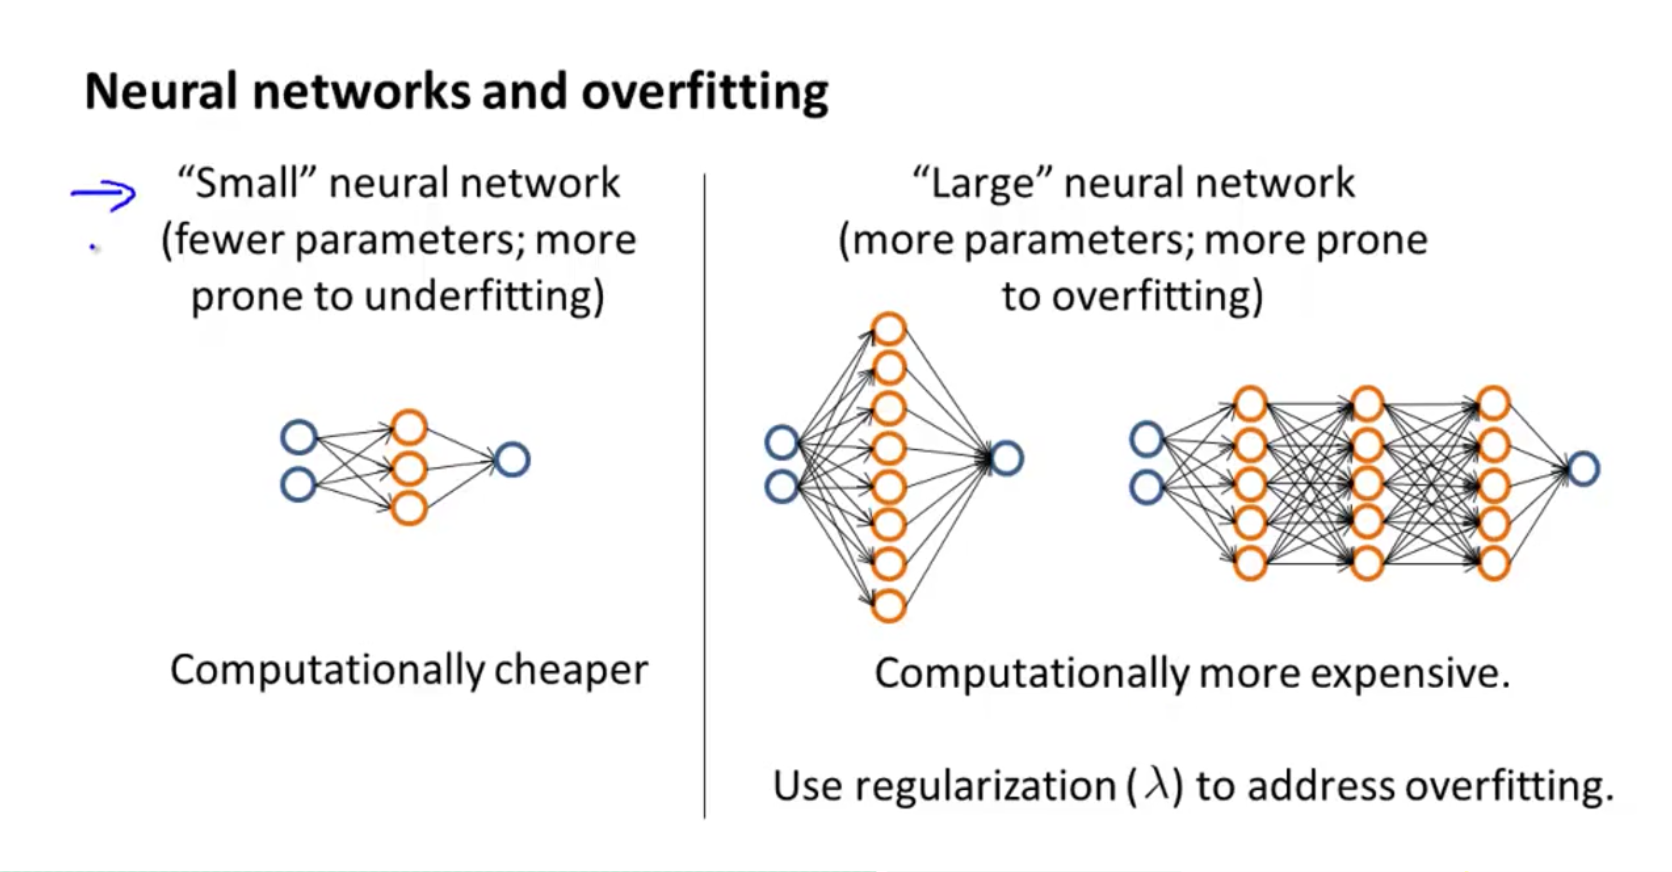 Neural networks and overfitting
“Small” neural network
(fewer parameters; more
prone to underfitting)
Computationally cheaper
“Large” neural network
(more parameters; more prone
to overfitting)
Computationally more expensive.
Use regularization (λ) to address overfitting.